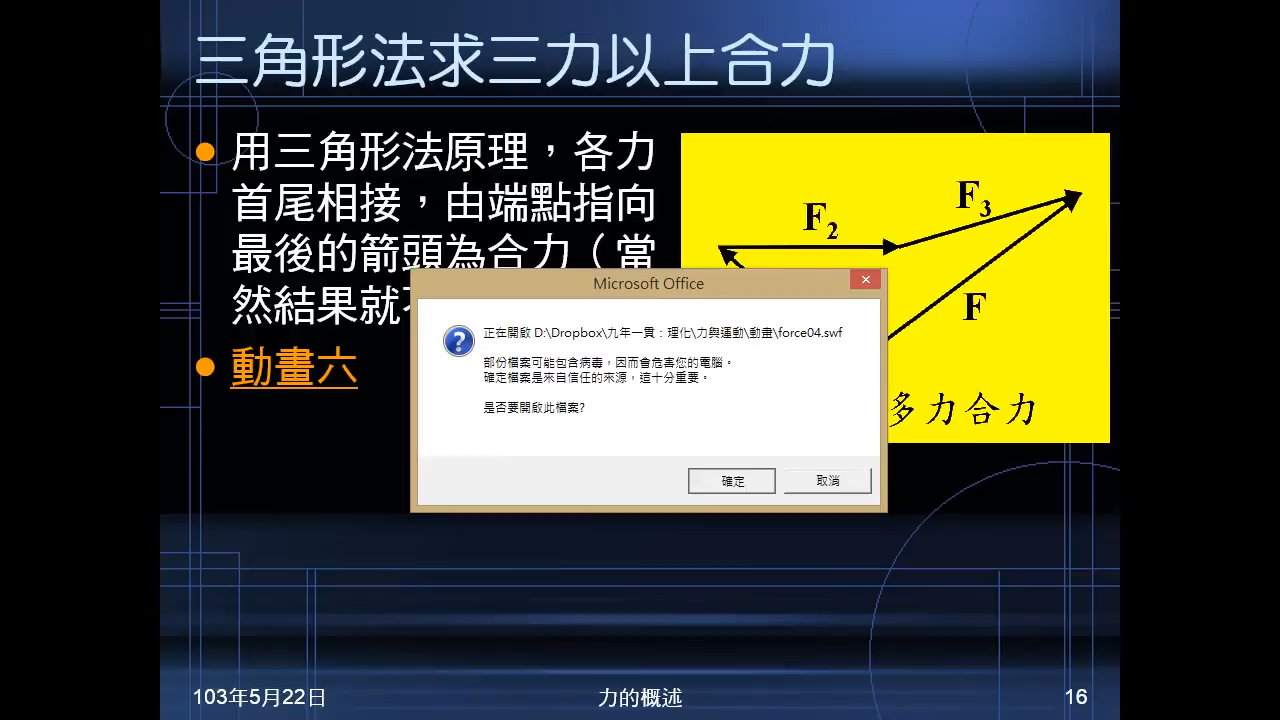 三角形法求三力以上合力
用三角形法原理，各力
首尾相接，由端點指向
最後的箭頭為合力（當
然結果就
動畫六
F2
F3
F
多力合力
Microsoft Office
正在開啟 D:\Dropbox\九年一貫：理化\力與運動\動畫\force04.swf
部份檔案可能包含病毒，因而會危害您的電腦。
確定檔案是來自信任的來源，這十分重要。
是否要開啟此檔案?
確定
取消
103年5月22日
力的概述
16